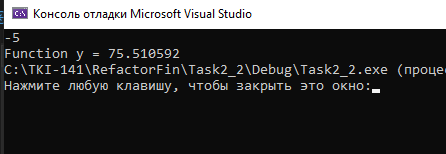 Консоль отладки Microsoft Visual Studio
-5
Function y = 75.510592
C:\TKI-141\RefactorFin\Task2_2\Debug\Task2_2.exe (проце
Нажмите любую клавишу, чтобы закрыть это окно: